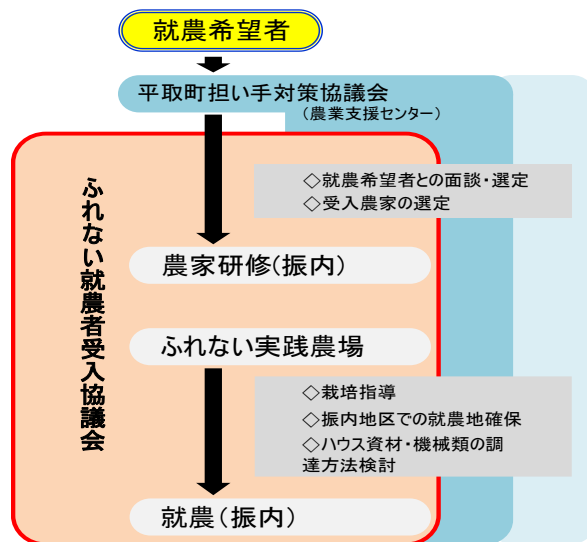 就農希望者
平取町担い手対策協議会
(農業支援センター)
ふれない就農者受入協議会
◇就農希望者との面談・選定
◇受入農家の選定
農家研修(振内)
ふれない実践農場
◇栽培指導
◇振内地区での就農地確保
◇ハウス資材・機械類の調
達方法検討
就農(振内)